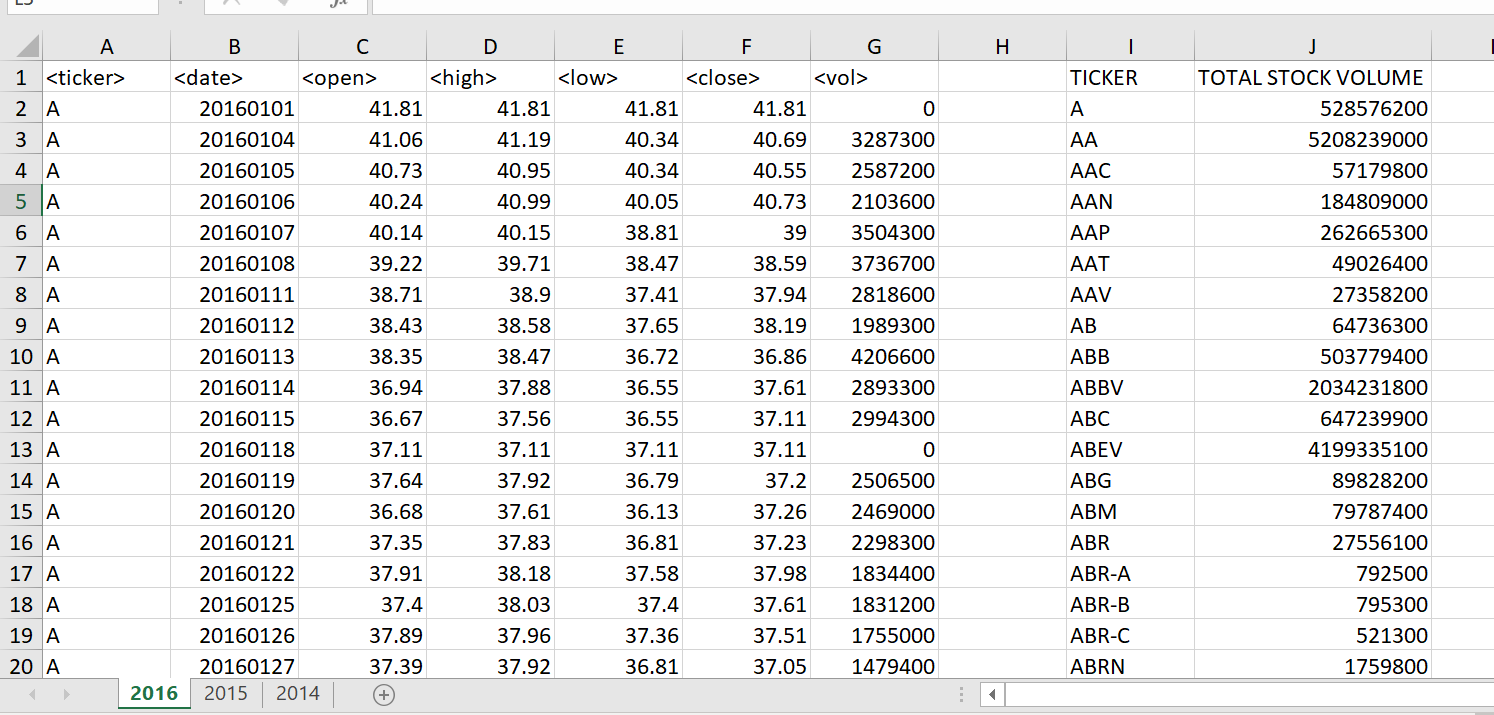 A B C D E F G H I J
1 <ticker> <date> <open> <high> <low> <close> <vol> TICKER TOTAL STOCK VOLUME
2 A 20160101 41.81 41.81 41.81 41.81 0 A 528576200
3 A 20160104 41.06 41.19 40.34 40.69 3287300 AA 5208239000
4 A 20160105 40.73 40.95 40.34 40.55 2587200 AAC 57179800
5 A 20160106 40.24 40.99 40.05 40.73 2103600 AAN 184809000
6 A 20160107 40.14 40.15 38.81 39 3504300 AAP 262665300
7 A 20160108 39.22 39.71 38.47 38.59 3736700 AAT 49026400
8 A 20160111 38.71 38.9 37.41 37.94 2818600 AAV 27358200
9 A 20160112 38.43 38.58 37.65 38.19 1989300 AB 64736300
10 A 20160113 38.35 38.47 36.72 36.86 4206600 ABB 503779400
11 A 20160114 36.94 37.88 36.55 37.61 2893300 ABBV 2034231800
12 A 20160115 36.67 37.56 36.55 37.11 2994300 ABC 647239900
13 A 20160118 37.11 37.11 37.11 37.11 0 ABEV 4199335100
14 A 20160119 37.64 37.92 36.79 37.2 2506500 ABG 89828200
15 A 20160120 36.68 37.61 36.13 37.26 2469000 ABM 79787400
16 A 20160121 37.35 37.83 36.81 37.23 2298300 ABR 27556100
17 A 20160122 37.91 38.18 37.58 37.98 1834400 ABR-A 792500
18 A 20160125 37.4 38.03 37.4 37.61 1831200 ABR-B 795300
19 A 20160126 37.89 37.96 37.36 37.51 1755000 ABR-C 521300
20 A 20160127 37.39 37.92 36.81 37.05 1479400 ABRN 1759800
2016 2015 2014